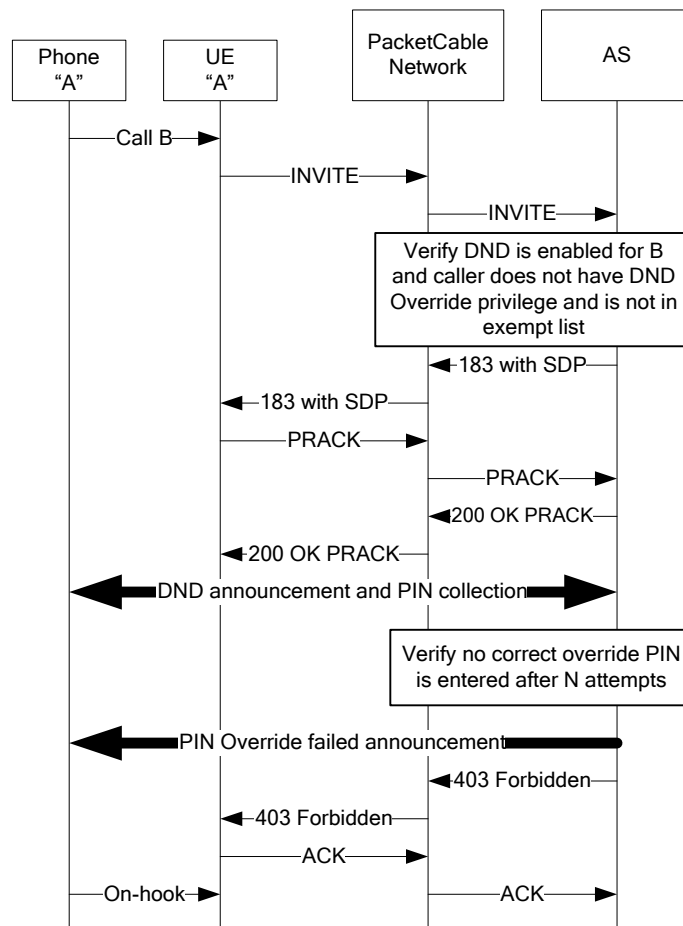 Phone
“A”
UE
“A”
PacketCable
Network
AS
Call B
INVITE
INVITE
Verify DND is enabled for B
and caller does not have DND
Override privilege and is not in
exempt list
183 with SDP
183 with SDP
PRACK
PRACK
200 OK PRACK
200 OK PRACK
DND announcement and PIN collection
Verify no correct override PIN
is entered after N attempts
PIN Override failed announcement
403 Forbidden
403 Forbidden
ACK
On-hook
ACK